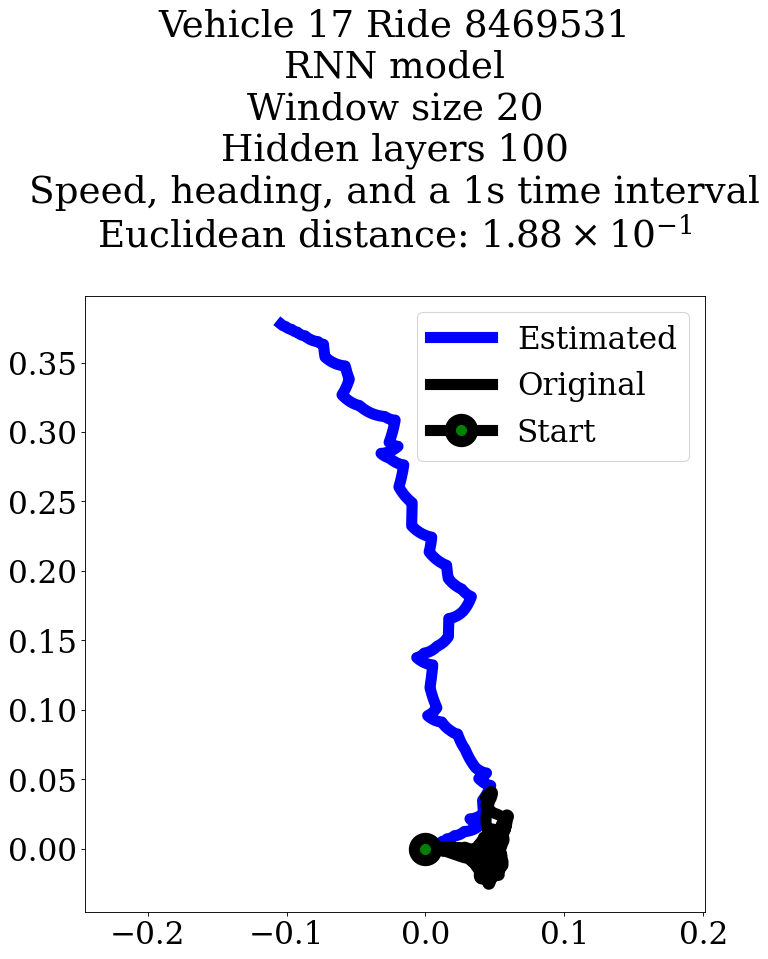 Vehicle 17 Ride 8469531
RNN model
Window size 20
Hidden layers 100
Speed, heading, and a 1s time interval
Euclidean distance: 1.88 × 10⁻¹
Estimated
Original
Start
0.35
0.30
0.25
0.20
0.15
0.10
0.05
0.00
−0.2 −0.1 0.0 0.1 0.2